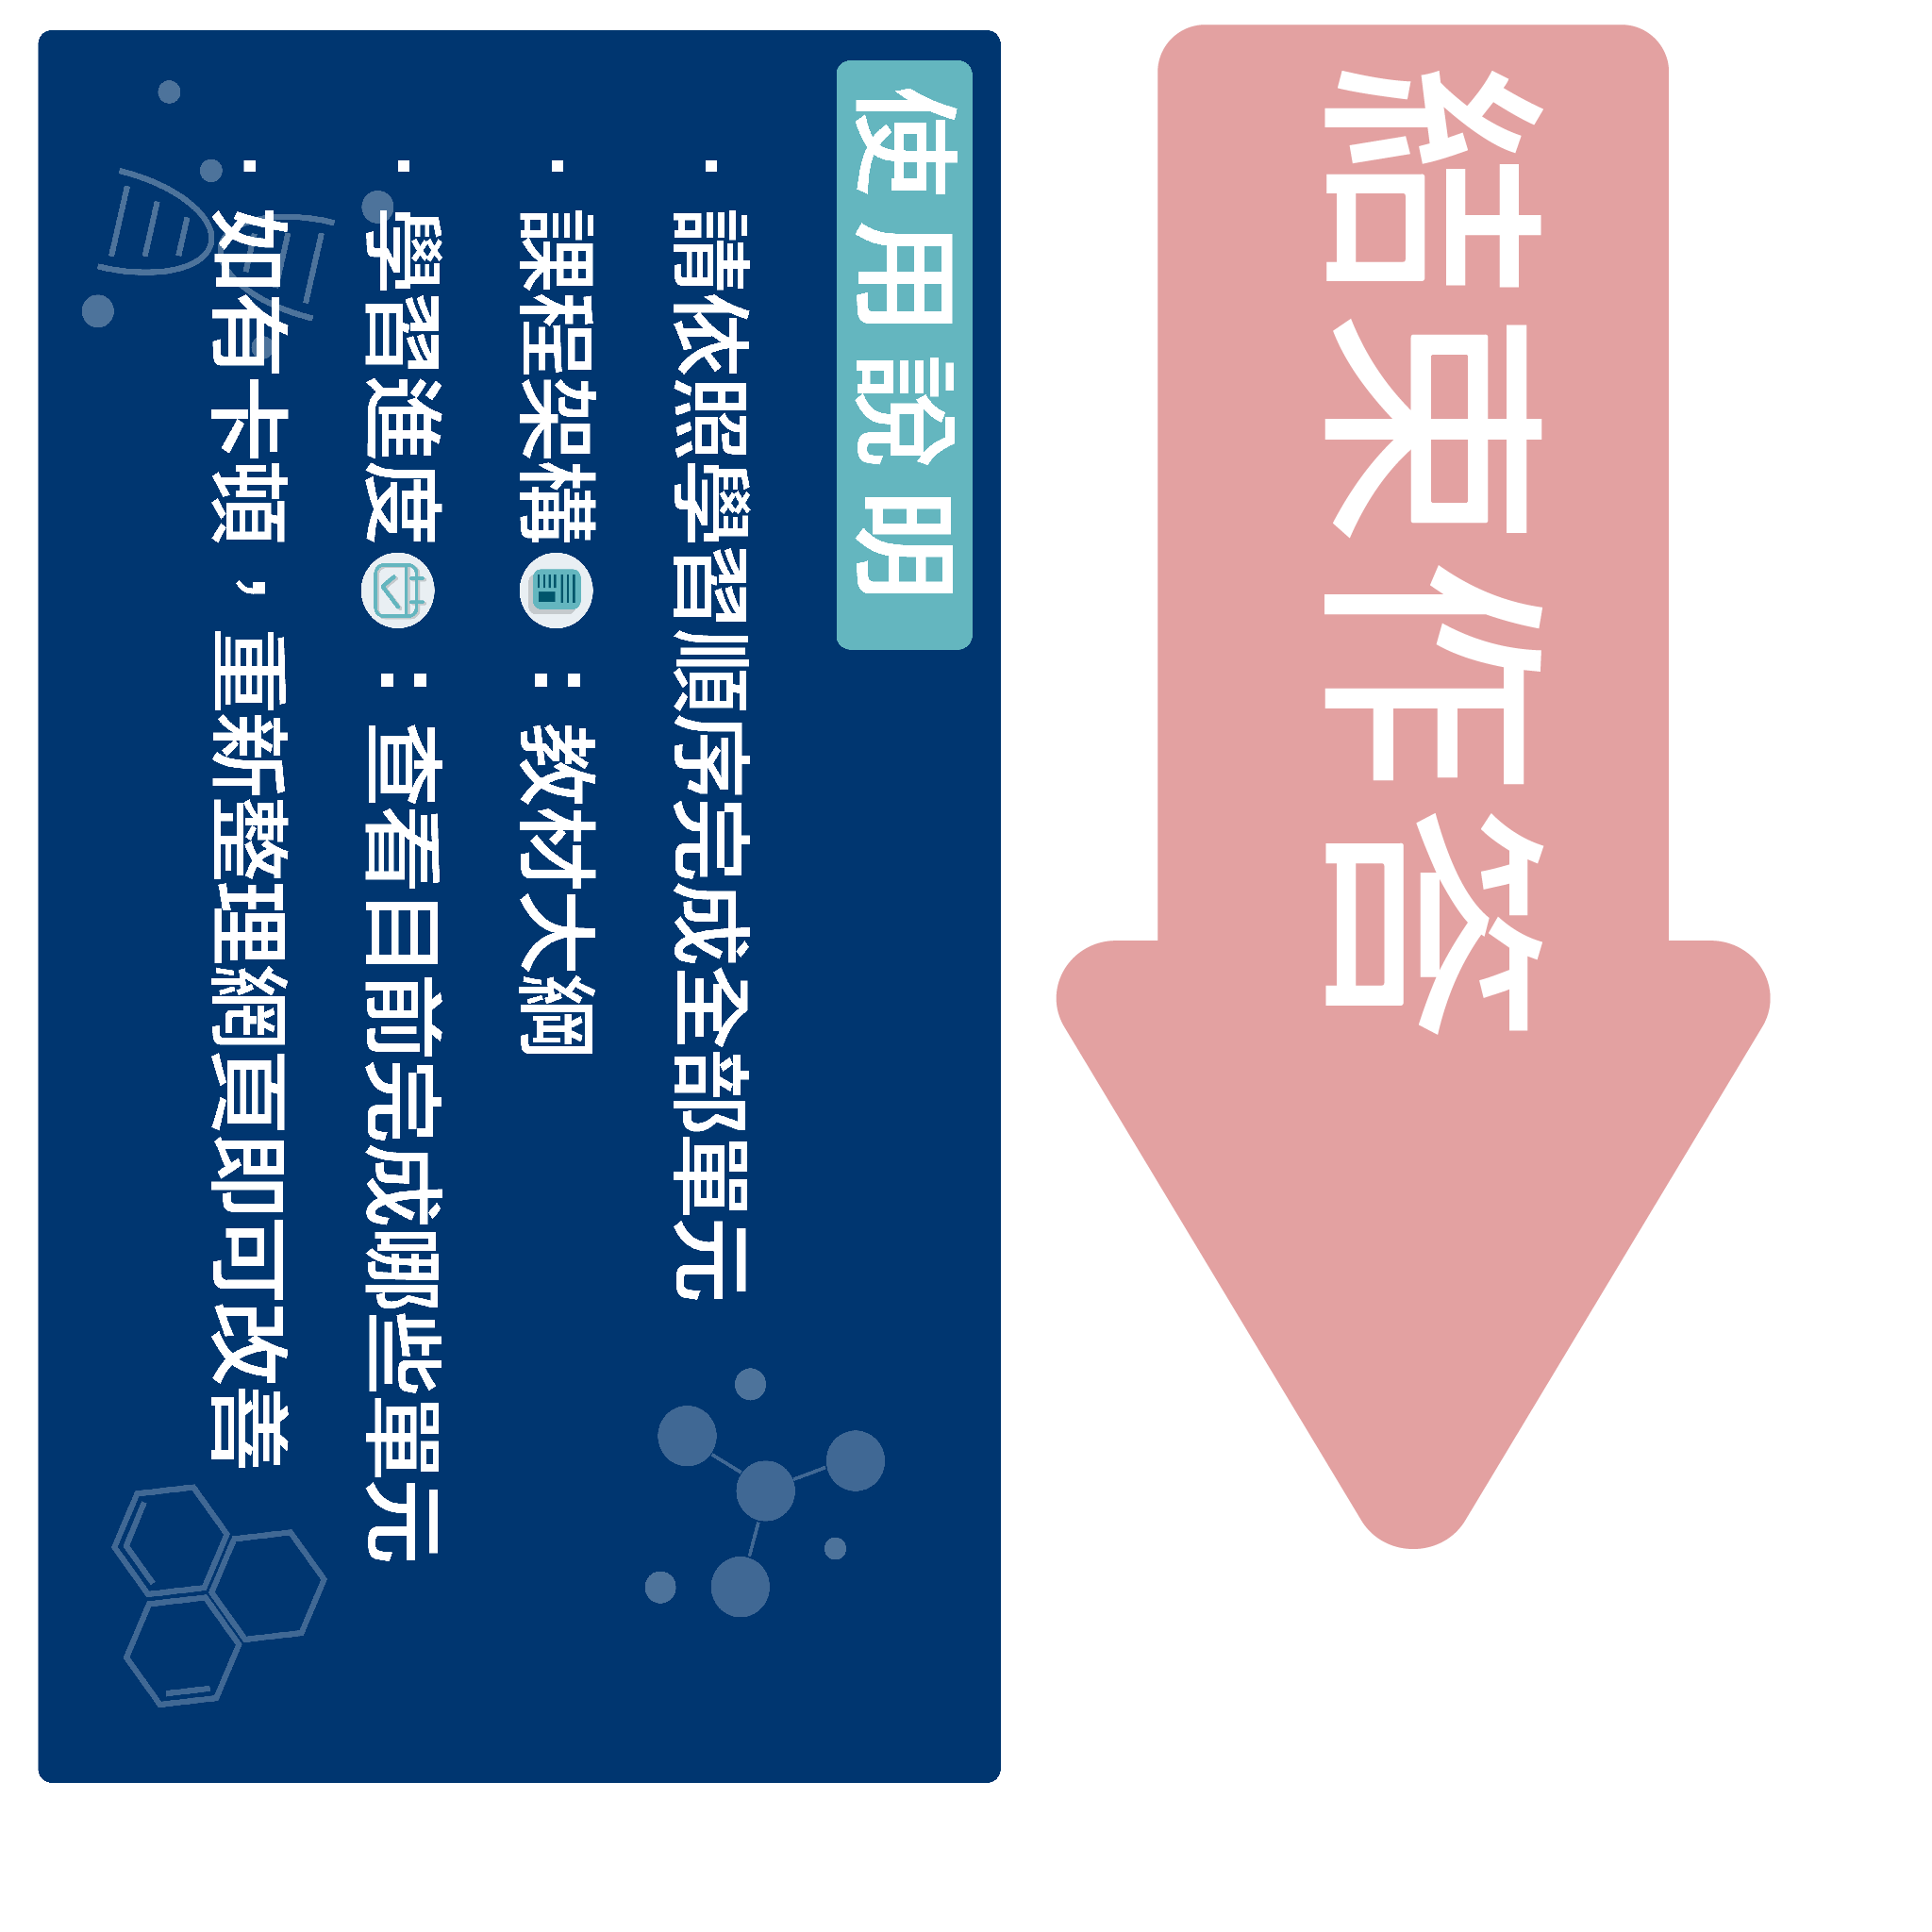 結束作答
使用說明
· 請依照學習順序完成全部單元
· 課程架構：教材大綱
· 學習進度：查看目前完成哪些單元
· 如有卡頓，重新整理網頁即可改善